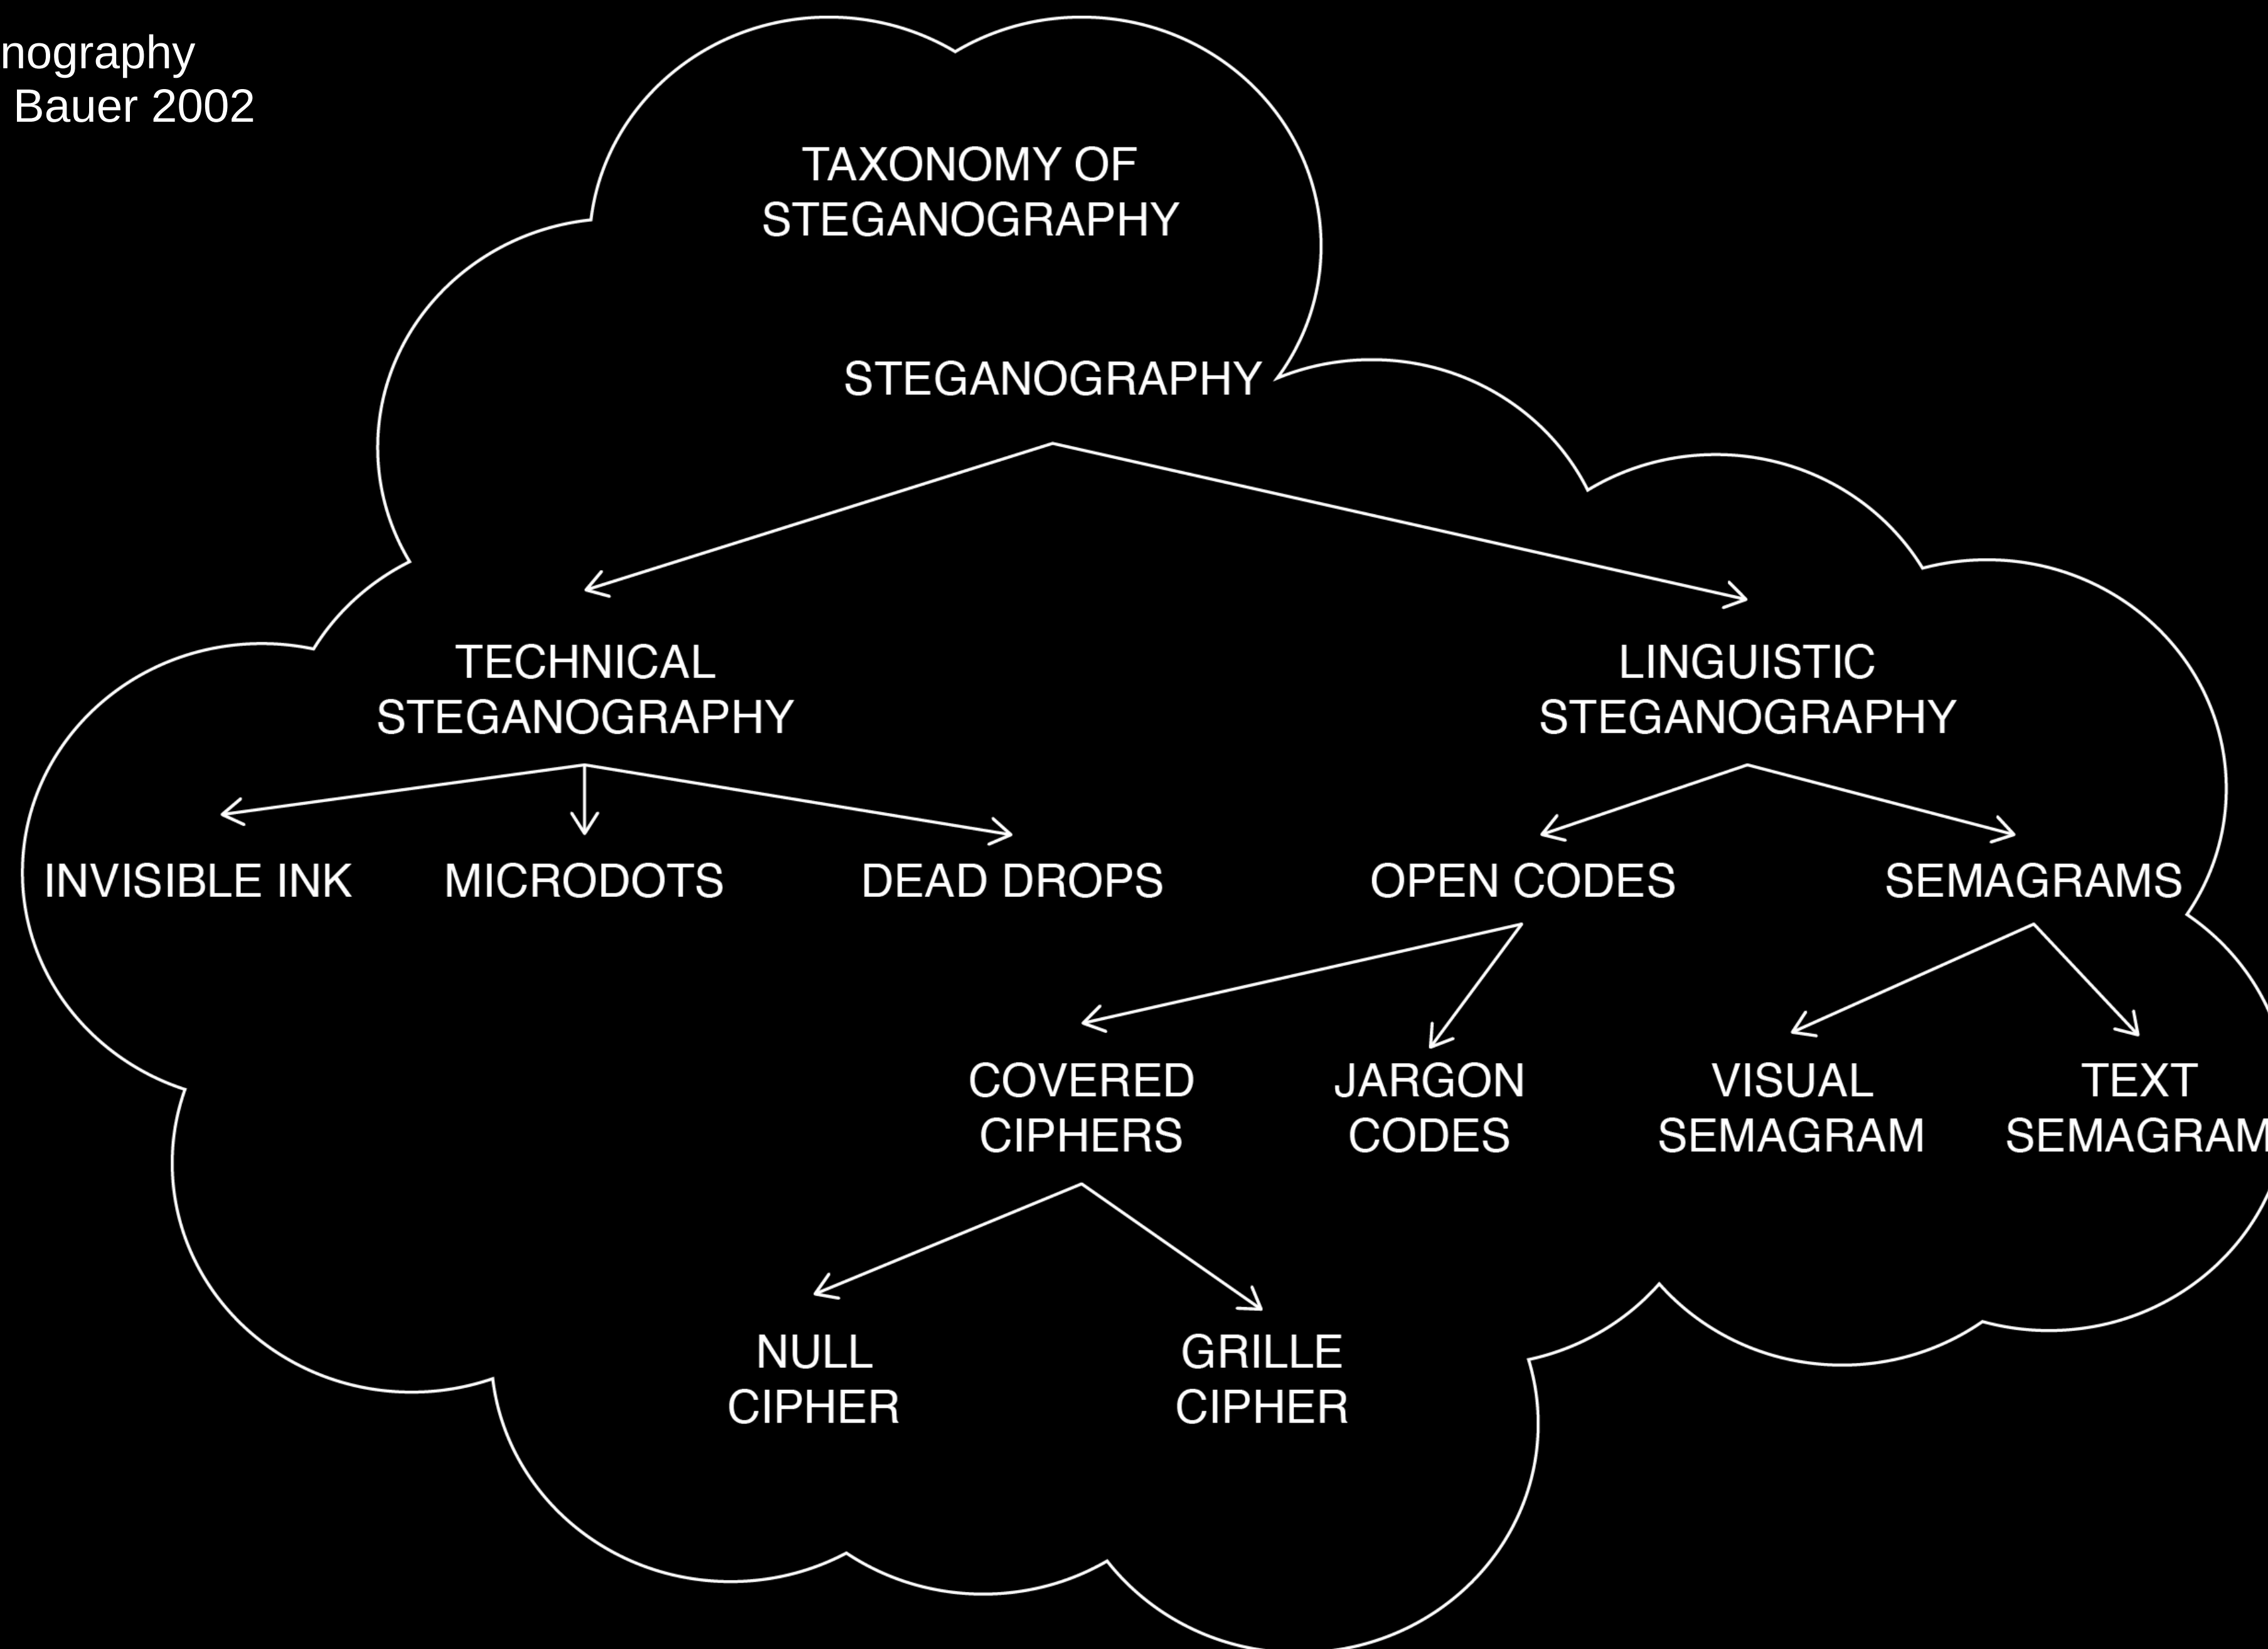 nography
Bauer 2002
TAXONOMY OF
STEGANOGRAPHY
STEGANOGRAPHY
TECHNICAL
STEGANOGRAPHY
LINGUISTIC
STEGANOGRAPHY
INVISIBLE INK
MICRODOTS
DEAD DROPS
OPEN CODES
SEMAGRAMS
COVERED
CIPHERS
JARGON
CODES
VISUAL
SEMAGRAM
TEXT
SEMAGRAM
NULL
CIPHER
GRILLE
CIPHER